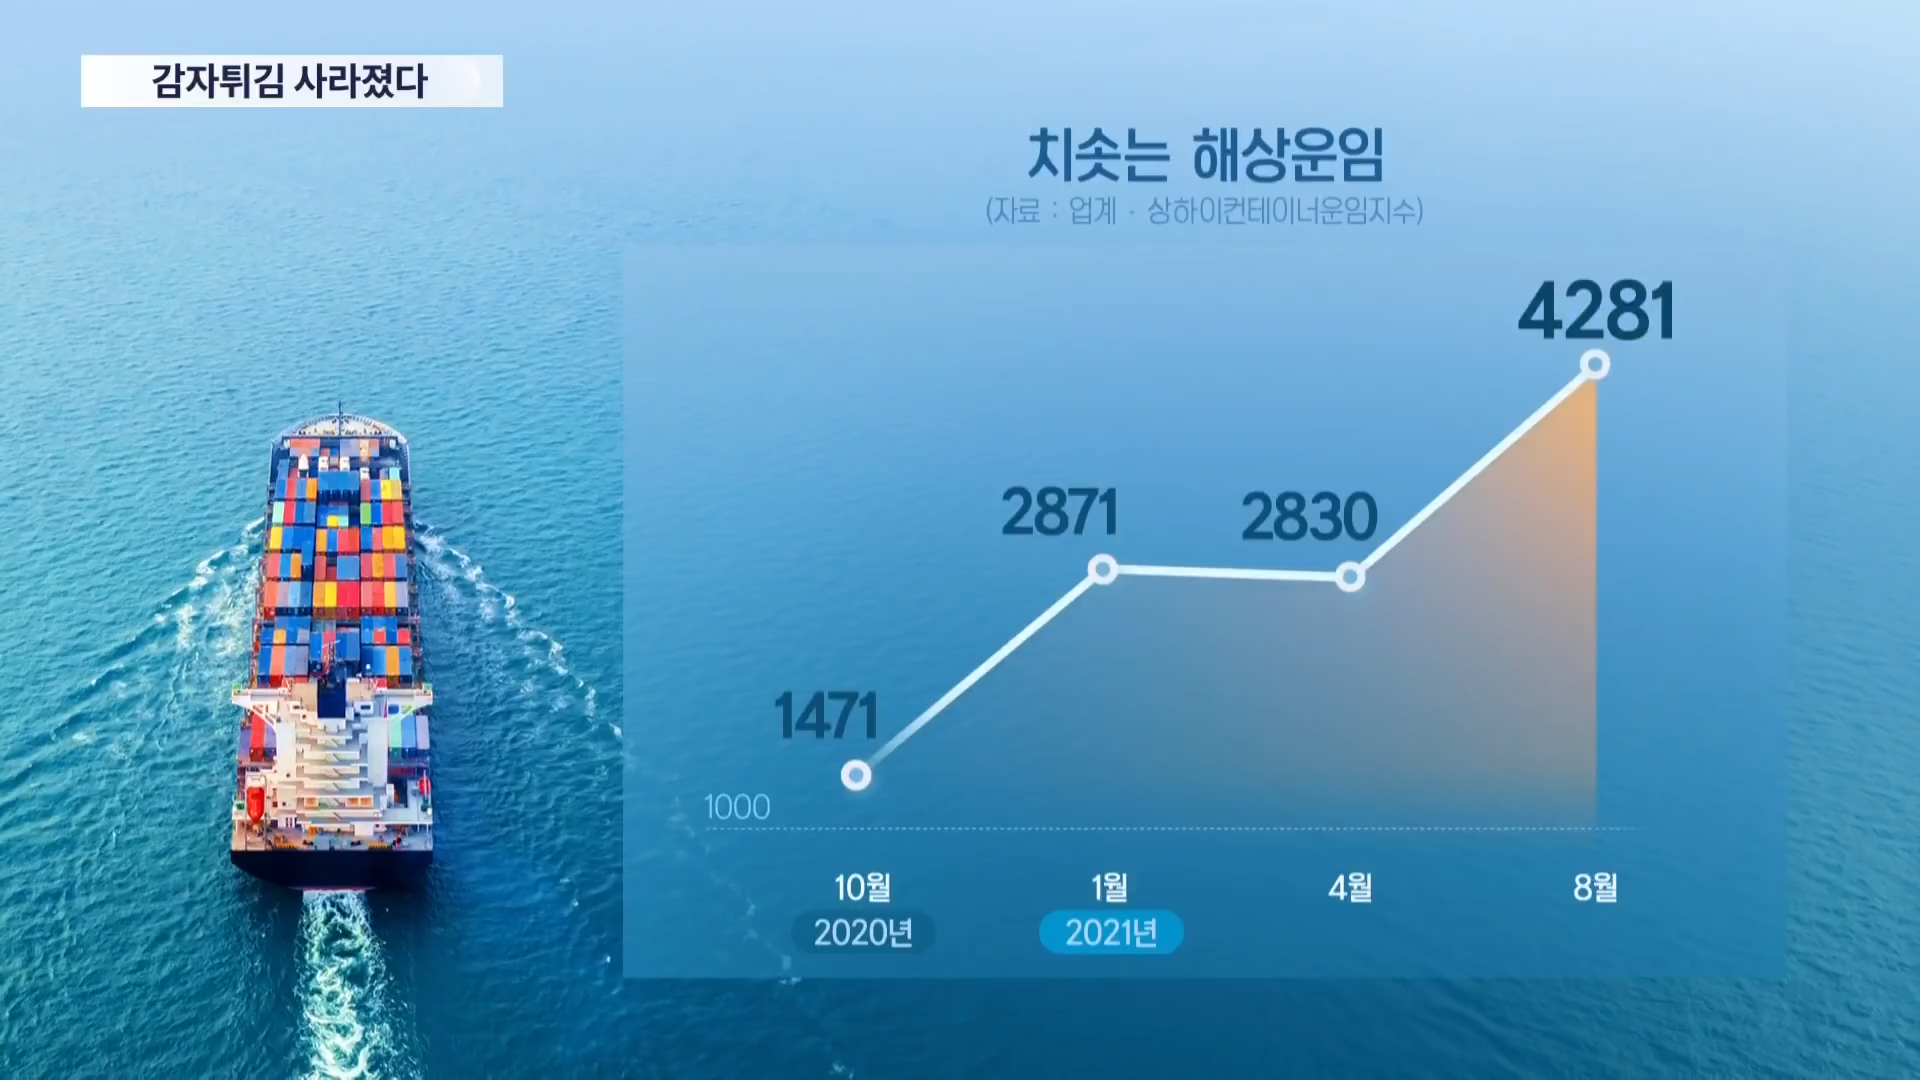 감자튀김 사라졌다
치솟는 해상운임
(자료 : 업계 · 상하이컨테이너운임지수)
4281
2871
2830
1471
1000
10월 1월 4월 8월
2020년 2021년